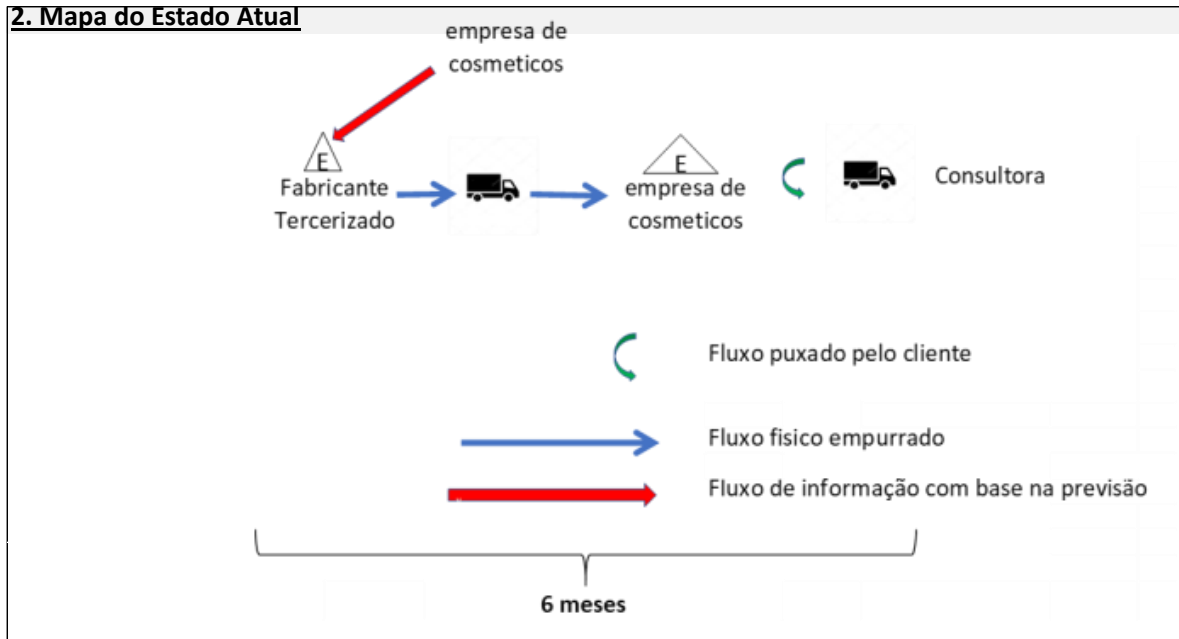 2. Mapa do Estado Atual
empresa de
cosmeticos
E
Fabricante
Tercerizado
E
empresa de
cosmeticos
Consultora
Fluxo puxado pelo cliente
Fluxo fisico empurrado
Fluxo de informação com base na previsão
6 meses